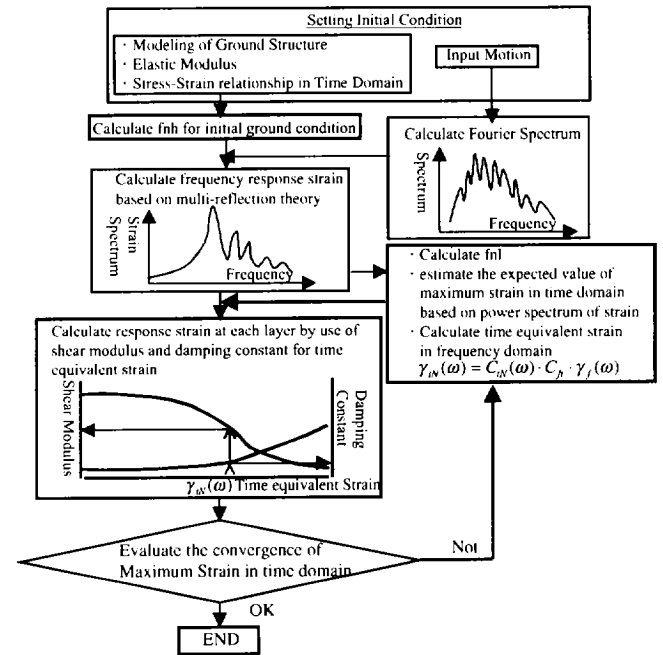 Setting Initial Condition
· Modeling of Ground Structure
· Elastic Modulus
· Stress-Strain relationship in Time Domain
Input Motion
Calculate fnh for initial ground condition
Calculate Fourier Spectrum
Spectrum
Frequency
Calculate frequency response strain
based on multi-reflection theory)
Strain
Spectrum
Frequency
· Calculate fnl
· estimate the expected value of
maximum strain in time domain
based on power spectrum of strain
· Calculate time equivalent strain
in frequency domain
γ_tN(ω) = C_tN(ω) · C_ft · γ_f(ω)
Calculate response strain at each layer by use of
shear modulus and damping constant for time
equivalent strain
Shear Modulus
Damping
Constant
γ_tN(ω) Time equivalent Strain
Evaluate the convergence of
Maximum Strain in time domain
Not
OK
END